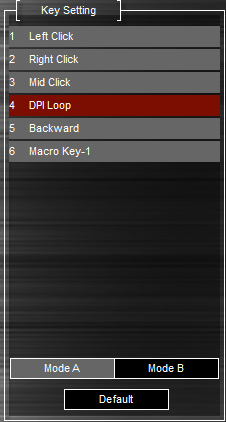 Key Setting
1 Left Click
2 Right Click
3 Mid Click
4 DPI Loop
5 Backward
6 Macro Key-1
Mode A Mode B
Default